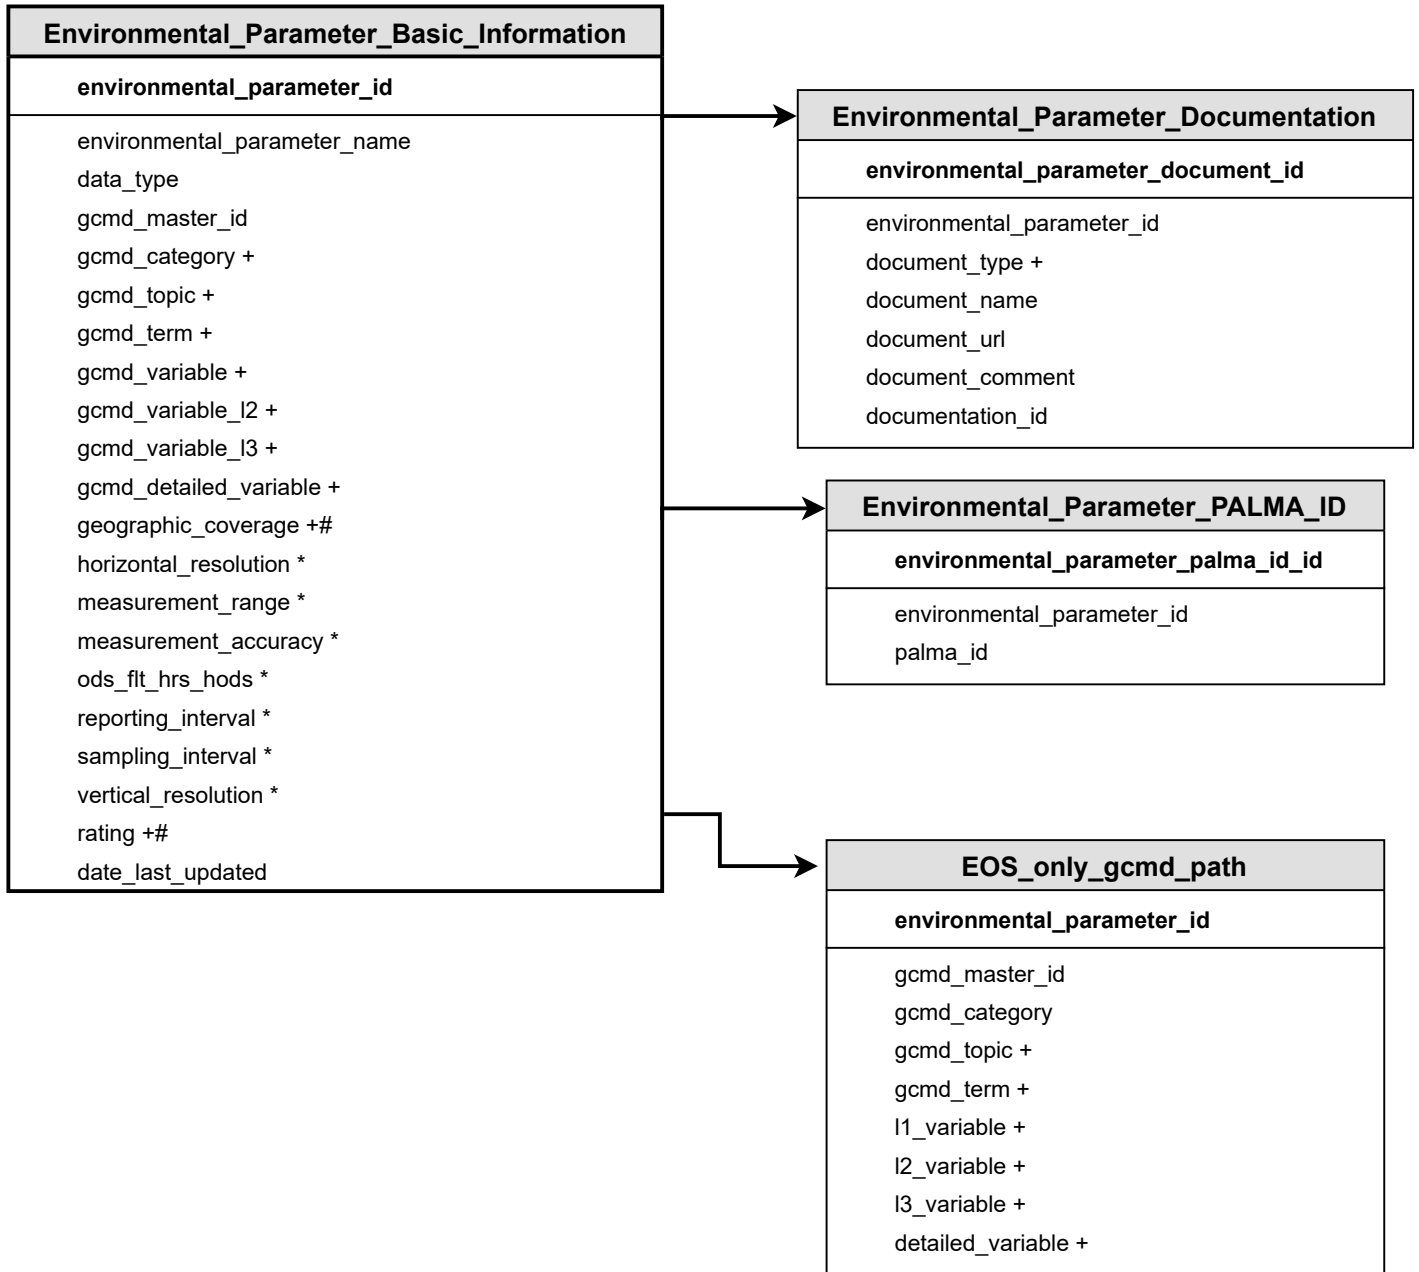 Environmental_Parameter_Basic_Information
environmental_parameter_id
environmental_parameter_name
data_type
gcmd_master_id
gcmd_category +
gcmd_topic +
gcmd_term +
gcmd_variable +
gcmd_variable_l2 +
gcmd_variable_l3 +
gcmd_detailed_variable +
geographic_coverage +#
horizontal_resolution *
measurement_range *
measurement_accuracy *
ods_flt_hrs_hods *
reporting_interval *
sampling_interval *
vertical_resolution *
rating +#
date_last_updated
Environmental_Parameter_Documentation
environmental_parameter_document_id
environmental_parameter_id
document_type +
document_name
document_url
document_comment
documentation_id
Environmental_Parameter_PALMA_ID
environmental_parameter_palma_id_id
environmental_parameter_id
palma_id
EOS_only_gcmd_path
environmental_parameter_id
gcmd_master_id
gcmd_category
gcmd_topic +
gcmd_term +
l1_variable +
l2_variable +
l3_variable +
detailed_variable +